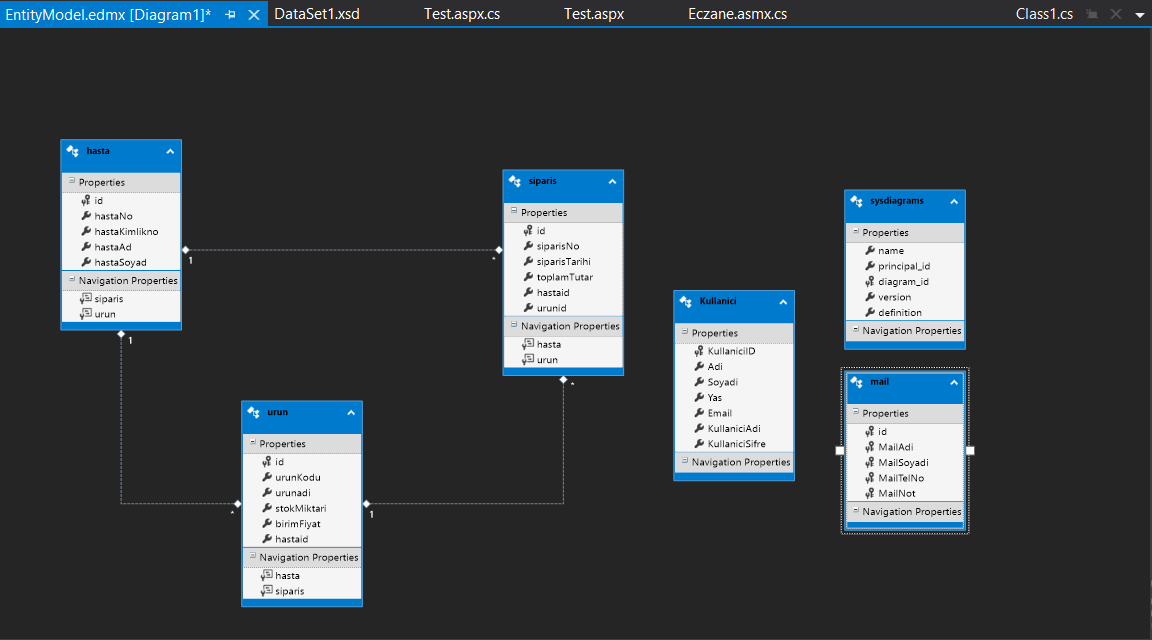 EntityModel.edmx [Diagram1]*
DataSet1.xsd
Test.aspx.cs
Test.aspx
Eczane.asmx.cs
Class1.cs
hasta
Properties
id
hastaNo
hastaKimlikno
hastaAd
hastaSoyad
Navigation Properties
siparis
urun
1
*
1
*
siparis
Properties
id
siparisNo
siparisTarihi
toplamTutar
hastaid
urunid
Navigation Properties
hasta
urun
*
1
urun
Properties
id
urunKodu
urunadi
stokMiktari
birimFiyat
hastaid
Navigation Properties
hasta
siparis
Kullanici
Properties
KullaniciID
Adi
Soyadi
Yas
Email
KullaniciAdi
KullaniciSifre
Navigation Properties
sysdiagrams
Properties
name
principal_id
diagram_id
version
definition
Navigation Properties
mail
Properties
id
MailAdi
MailSoyadi
MailTelNo
MailNot
Navigation Properties